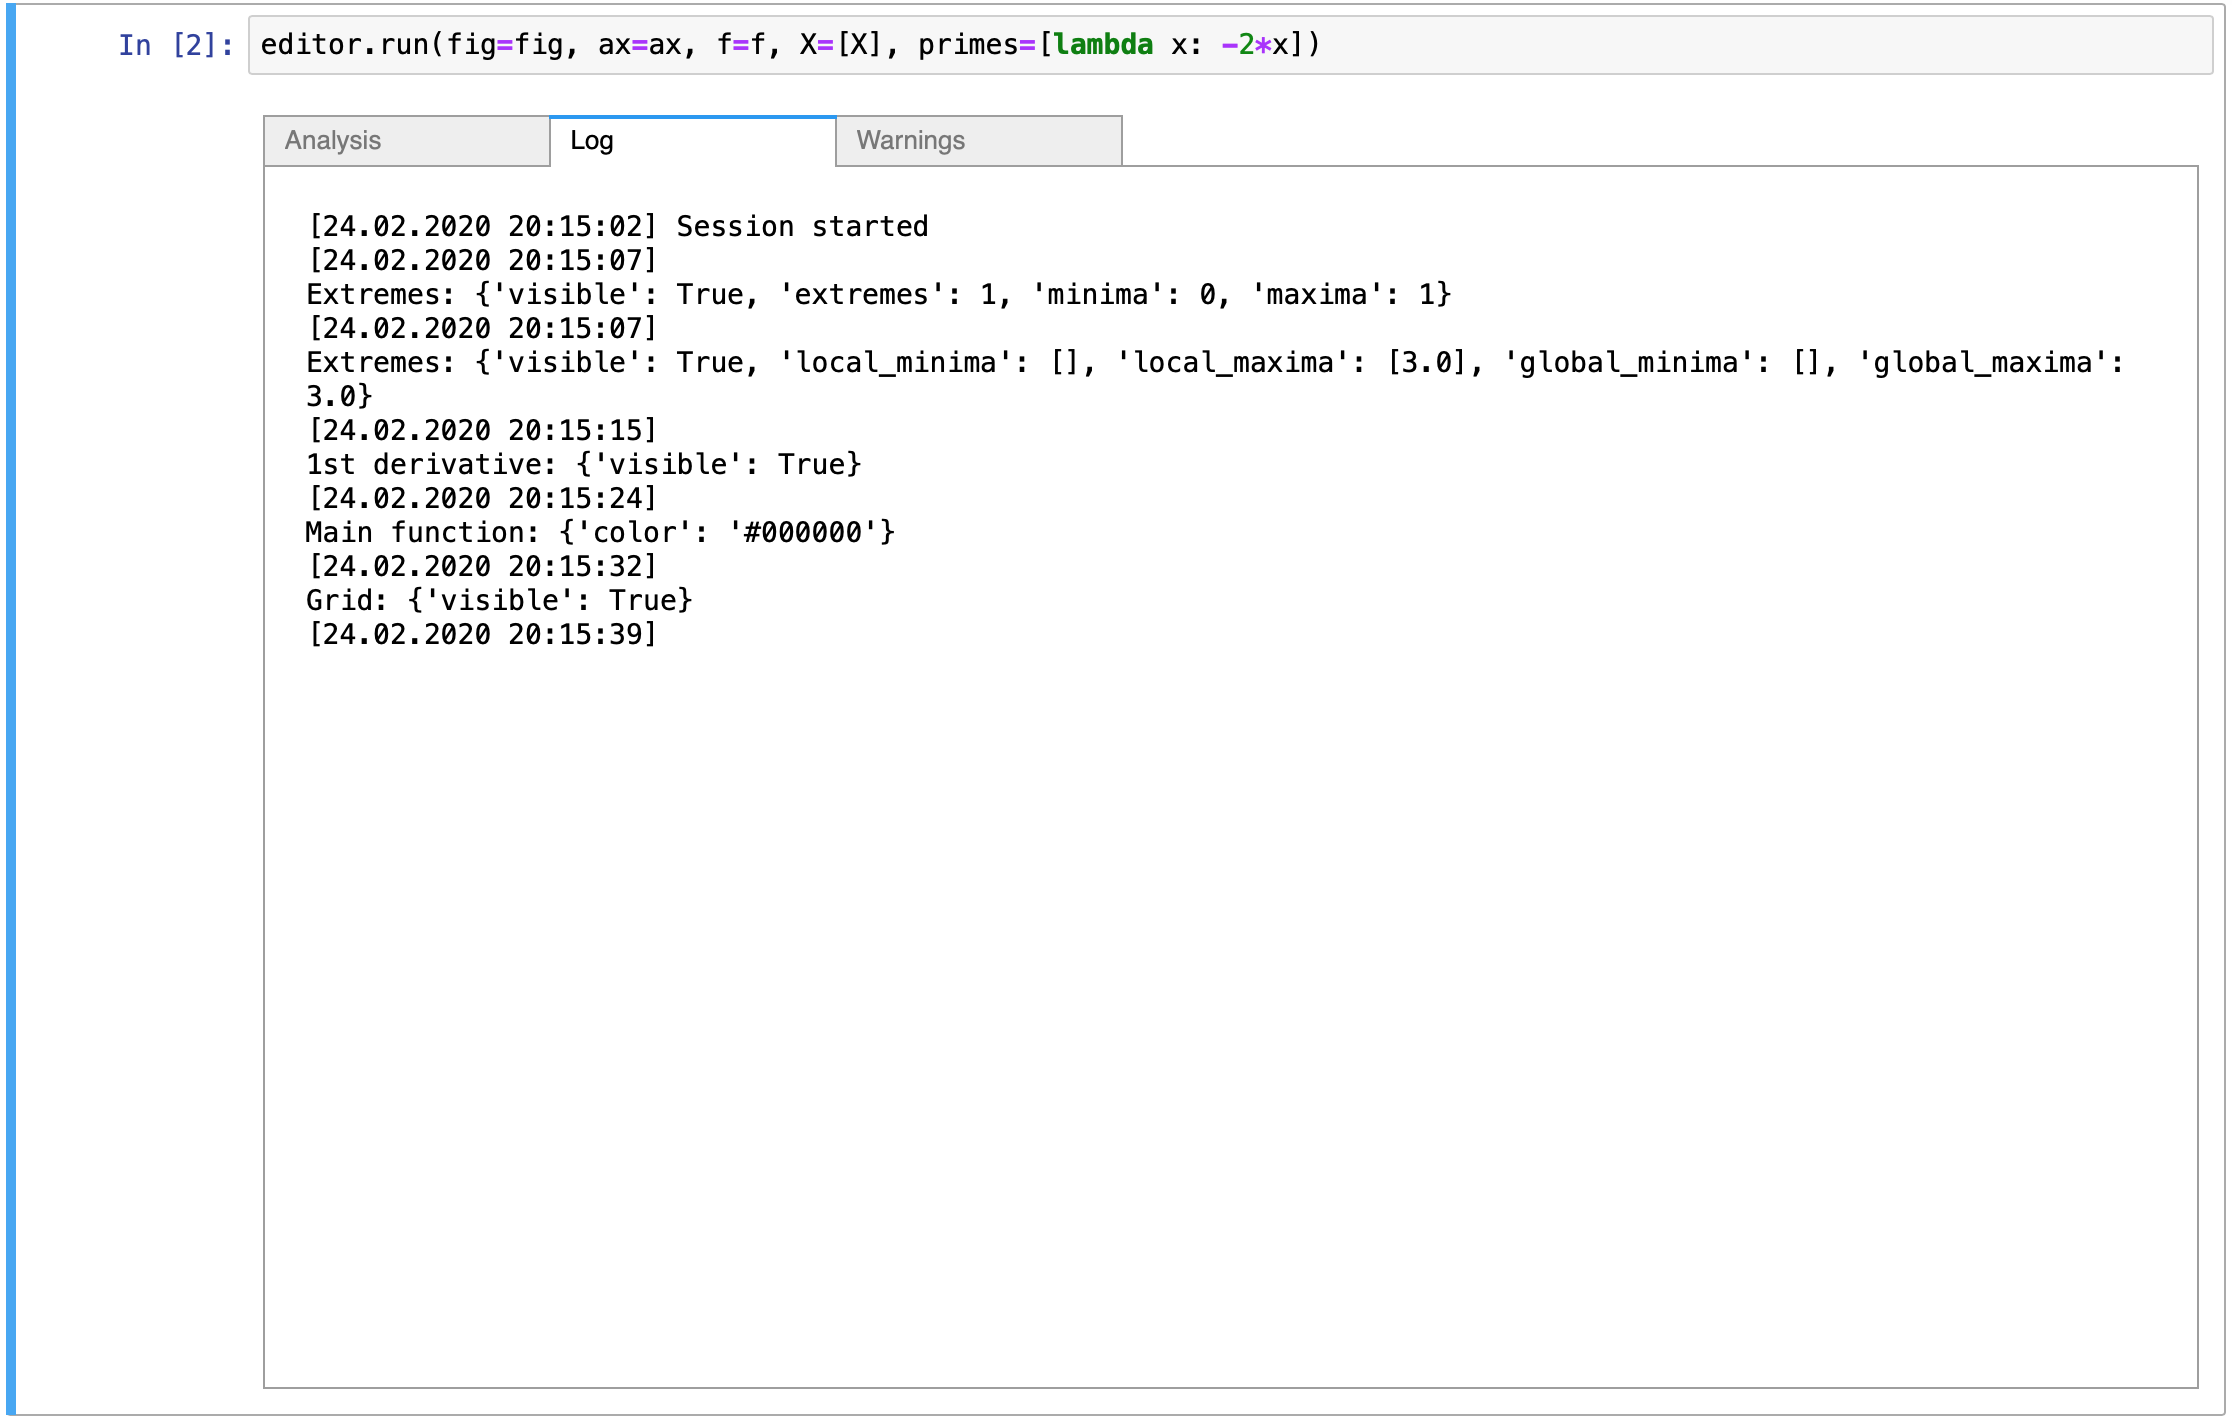 In [2]: editor.run(fig=fig, ax=ax, f=f, X=[X], primes=[lambda x: -2*x])
Analysis Log Warnings
[24.02.2020 20:15:02] Session started
[24.02.2020 20:15:07]
Extremes: {'visible': True, 'extremes': 1, 'minima': 0, 'maxima': 1}
[24.02.2020 20:15:07]
Extremes: {'visible': True, 'local_minima': [], 'local_maxima': [3.0], 'global_minima': [], 'global_maxima':
3.0}
[24.02.2020 20:15:15]
1st derivative: {'visible': True}
[24.02.2020 20:15:24]
Main function: {'color': '#000000'}
[24.02.2020 20:15:32]
Grid: {'visible': True}
[24.02.2020 20:15:39]